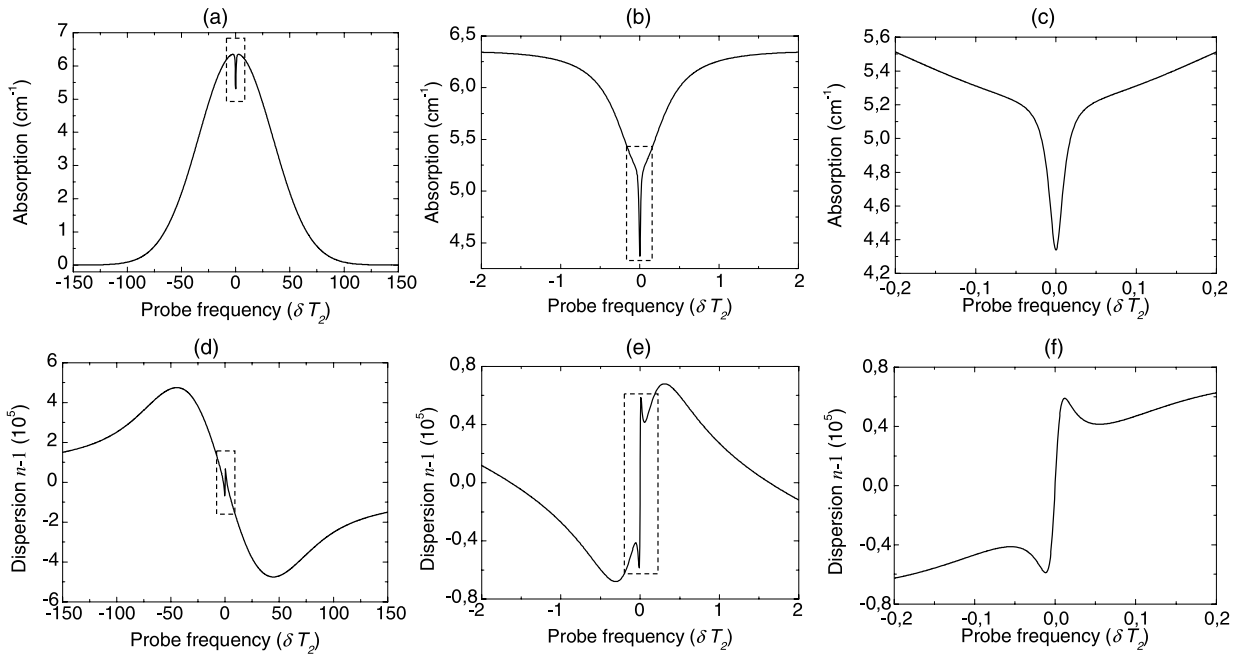 (a)
7
6
5
4
3
2
1
0
Absorption (cm⁻¹)
-150 -100 -50 0 50 100 150
Probe frequency (δ T₂)
(b)
6,5
6,0
5,5
5,0
4,5
Absorption (cm⁻¹)
-2 -1 0 1 2
Probe frequency (δ T₂)
(c)
5,6
5,4
5,2
5,0
4,8
4,6
4,4
4,2
Absorption (cm⁻¹)
-0,2 -0,1 0,0 0,1 0,2
Probe frequency (δ T₂)
(d)
6
4
2
0
-2
-4
-6
Dispersion n-1 (10⁵)
-150 -100 -50 0 50 100 150
Probe frequency (δ T₂)
(e)
0,8
0,4
0,0
-0,4
-0,8
Dispersion n-1 (10⁵)
-2 -1 0 1 2
Probe frequency (δ T₂)
(f)
0,8
0,4
0,0
-0,4
-0,8
Dispersion n-1 (10⁵)
-0,2 -0,1 0,0 0,1 0,2
Probe frequency (δ T₂)